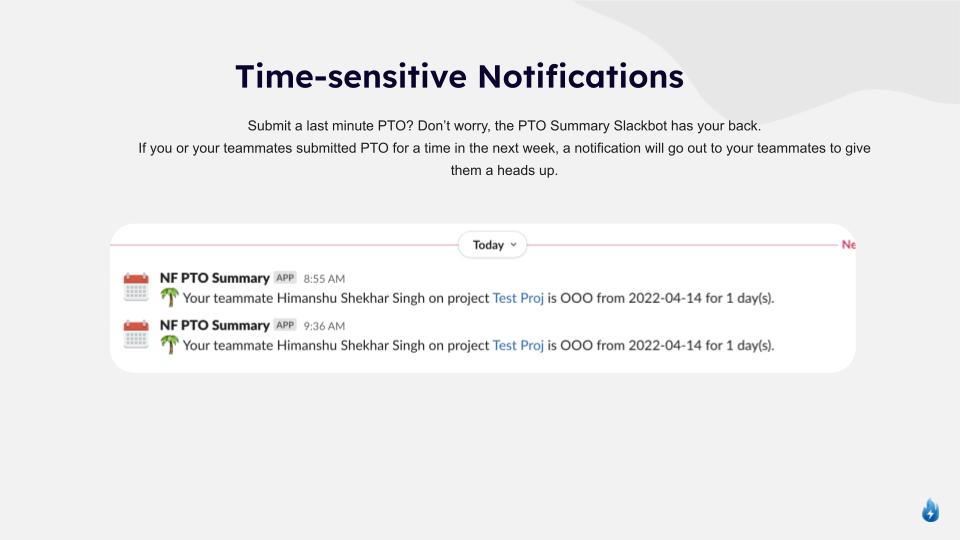 Time-sensitive Notifications
Submit a last minute PTO? Don’t worry, the PTO Summary Slackbot has your back.
If you or your teammates submitted PTO for a time in the next week, a notification will go out to your teammates to give
them a heads up.
Today
Ne
NF PTO Summary APP 8:55 AM
Your teammate Himanshu Shekhar Singh on project Test Proj is OOO from 2022-04-14 for 1 day(s).
NF PTO Summary APP 9:36 AM
Your teammate Himanshu Shekhar Singh on project Test Proj is OOO from 2022-04-14 for 1 day(s).